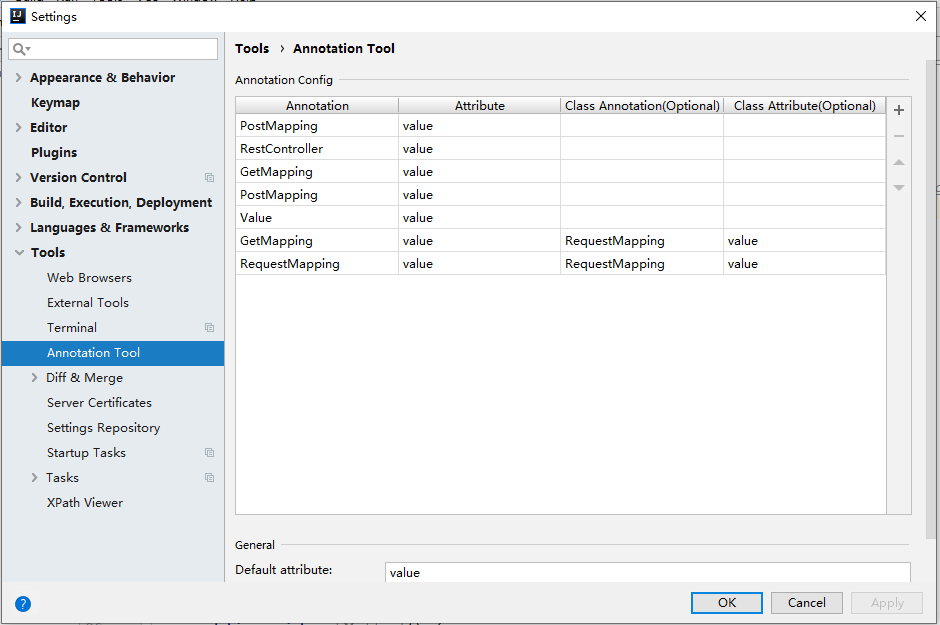 Settings
Tools › Annotation Tool
Appearance & Behavior
Keymap
Editor
Plugins
Version Control
Build, Execution, Deployment
Languages & Frameworks
Tools
Web Browsers
External Tools
Terminal
Annotation Tool
Diff & Merge
Server Certificates
Settings Repository
Startup Tasks
Tasks
XPath Viewer
Annotation Config
Annotation Attribute Class Annotation(Optional) Class Attribute(Optional)
PostMapping value
RestController value
GetMapping value
PostMapping value
Value value
GetMapping value RequestMapping value
RequestMapping value RequestMapping value
General
Default attribute: value
OK Cancel Apply